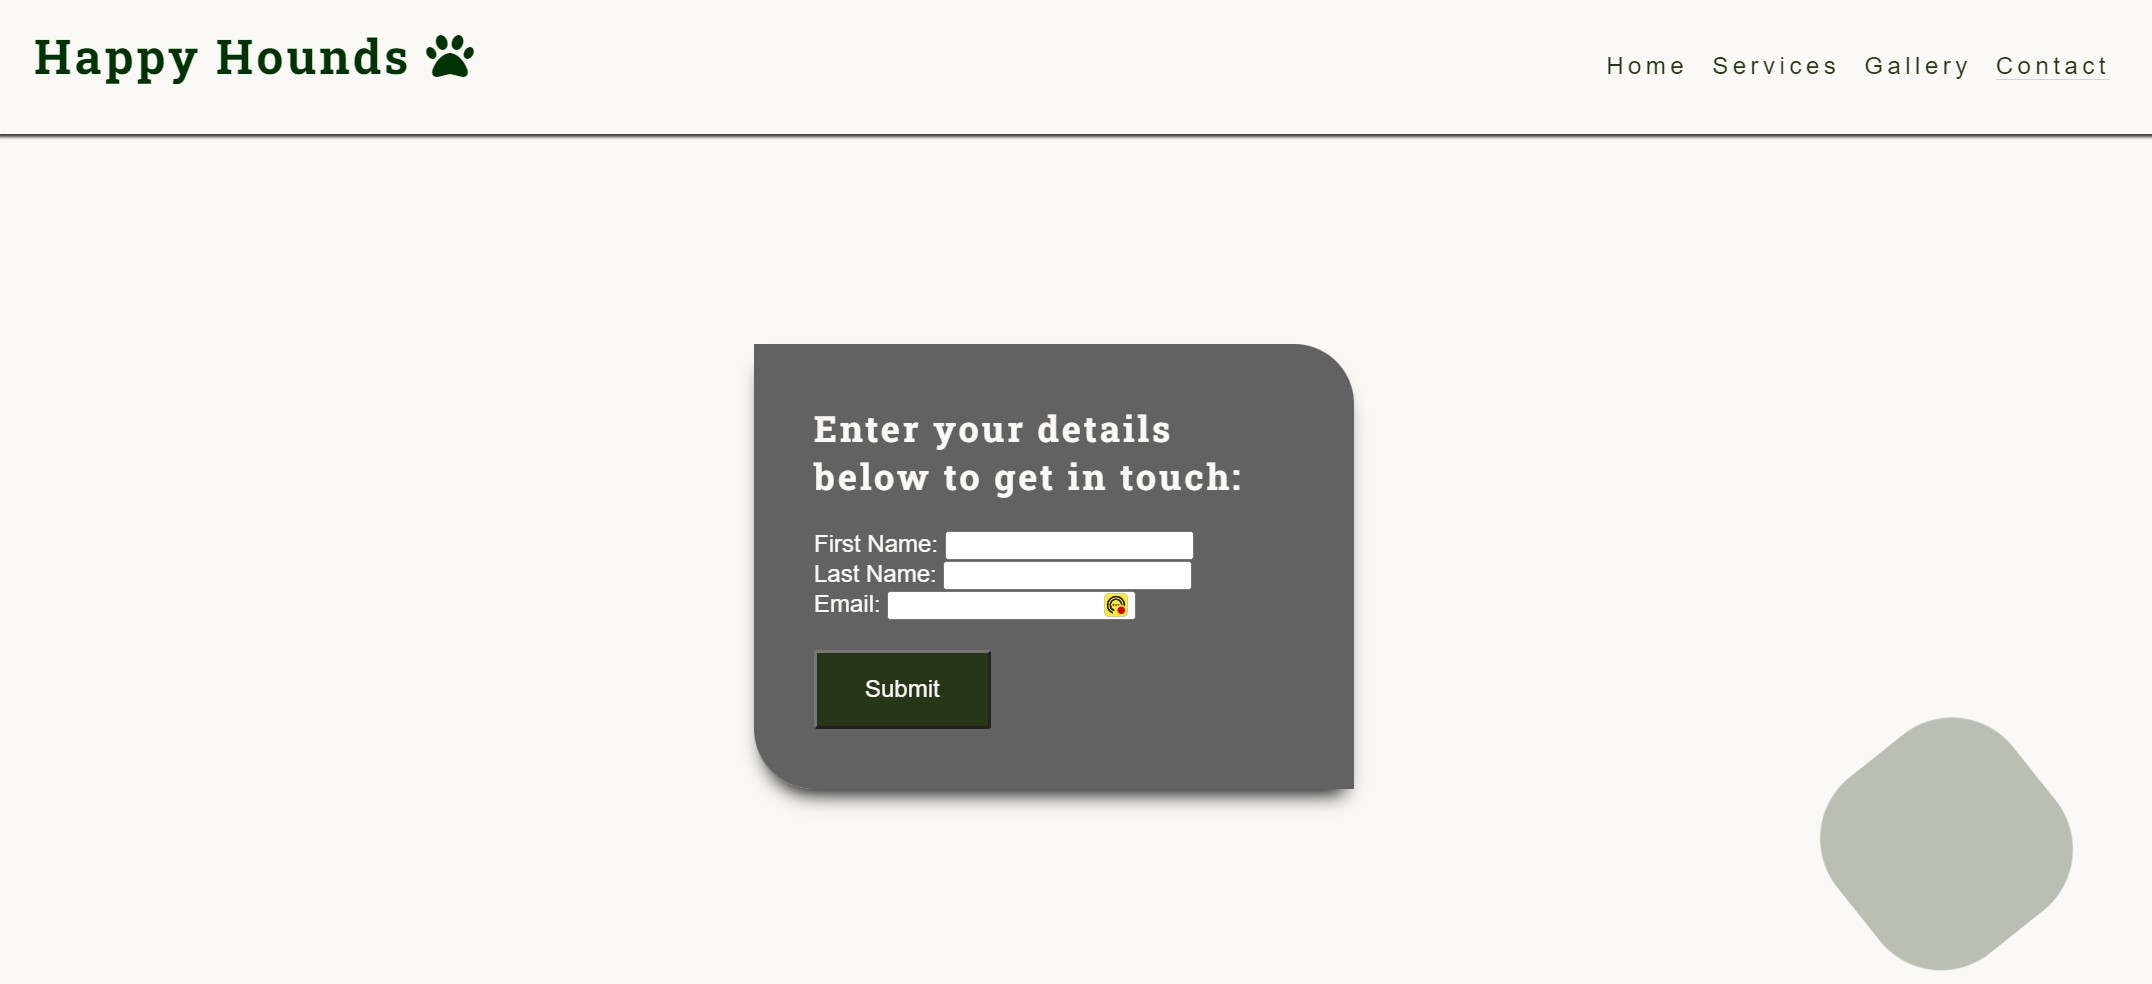 Happy Hounds
Home Services Gallery Contact
Enter your details
below to get in touch:
First Name:
Last Name:
Email:
Submit